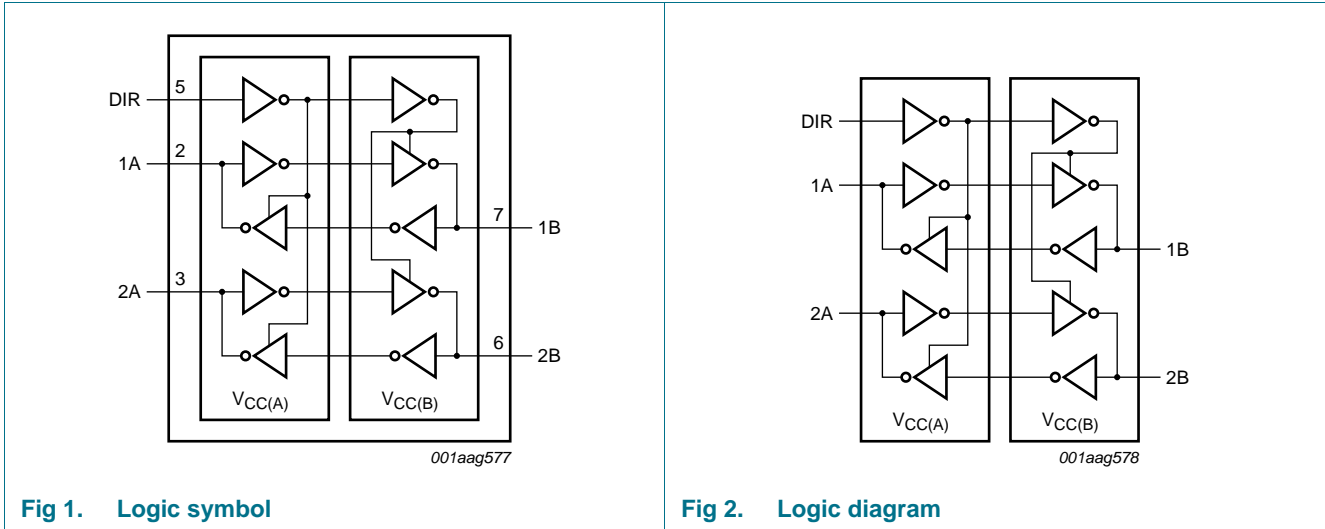 DIR 5
1A 2
7 1B
2A 3
6 2B
VCC(A) VCC(B)
001aag577
Fig 1. Logic symbol
DIR
1A
1B
2A
2B
VCC(A) VCC(B)
001aag578
Fig 2. Logic diagram